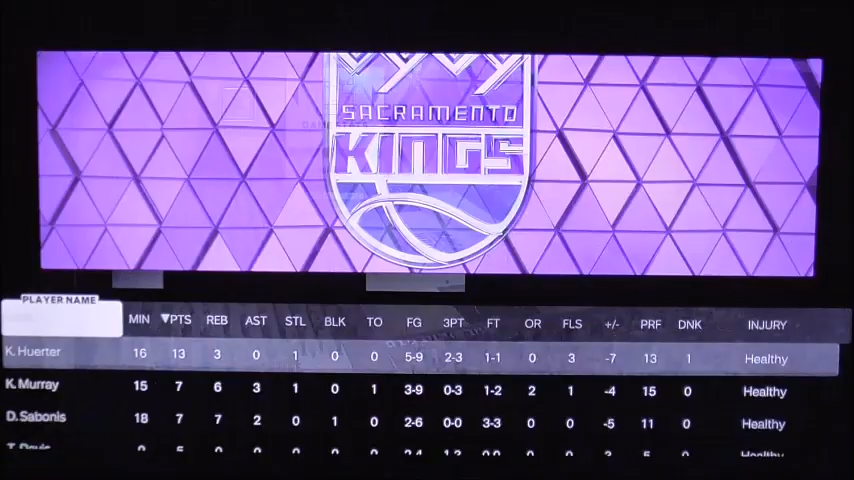 SACRAMENTO
KINGS
PLAYER NAME
MIN ▼PTS REB AST STL BLK TO FG 3PT FT OR FLS +/- PRF DNK INJURY
K. Huerter 16 13 3 0 1 0 0 5-9 2-3 1-1 0 3 -7 13 1 Healthy
K. Murray 15 7 6 3 1 0 1 3-9 0-3 1-2 2 1 -4 15 0 Healthy
D. Sabonis 18 7 7 2 0 1 0 2-6 0-0 3-3 0 0 -5 11 0 Healthy